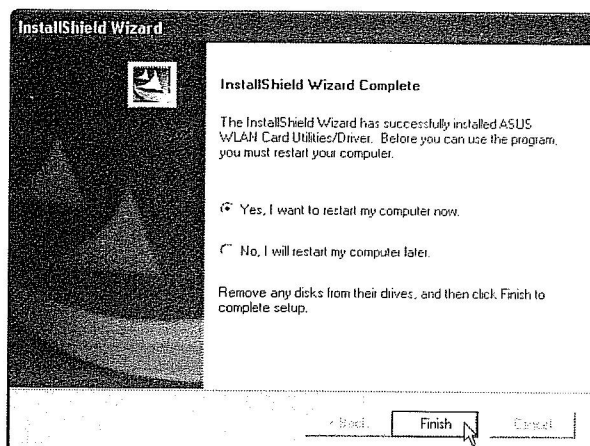 InstallShield Wizard
InstallShield Wizard Complete
The InstallShield Wizard has successfully installed ASUS
WLAN Card Utilities/Driver. Before you can use the program,
you must restart your computer.
Yes, I want to restart my computer now.
No, I will restart my computer later.
Remove any disks from their drives, and then click Finish to
complete setup.
< Back
Finish
Cancel